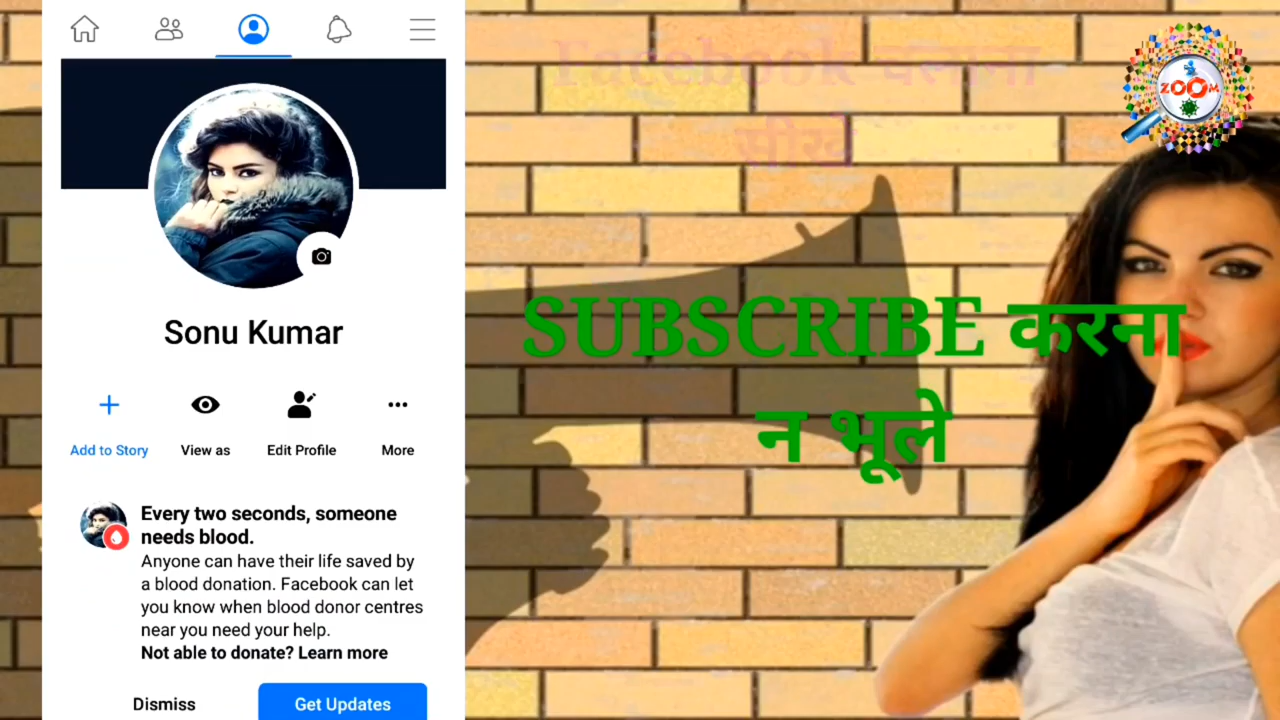 Facebook चलाना
सीखे
ZOOM
SUBSCRIBE करना
न भूले
Sonu Kumar
Add to Story
View as
Edit Profile
More
Every two seconds, someone
needs blood.
Anyone can have their life saved by
a blood donation. Facebook can let
you know when blood donor centres
near you need your help.
Not able to donate? Learn more
Dismiss
Get Updates